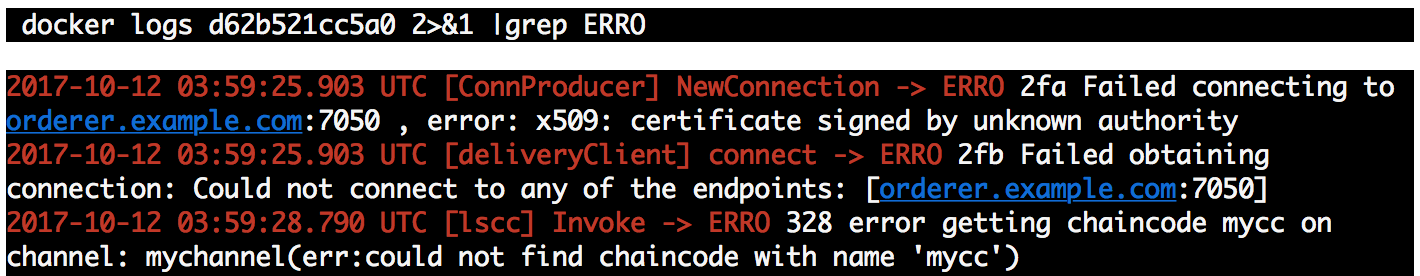 docker logs d62b521cc5a0 2>&1 |grep ERRO
2017-10-12 03:59:25.903 UTC [ConnProducer] NewConnection -> ERRO 2fa Failed connecting to
orderer.example.com:7050 , error: x509: certificate signed by unknown authority
2017-10-12 03:59:25.903 UTC [deliveryClient] connect -> ERRO 2fb Failed obtaining
connection: Could not connect to any of the endpoints: [orderer.example.com:7050]
2017-10-12 03:59:28.790 UTC [lscc] Invoke -> ERRO 328 error getting chaincode mycc on
channel: mychannel(err:could not find chaincode with name 'mycc')